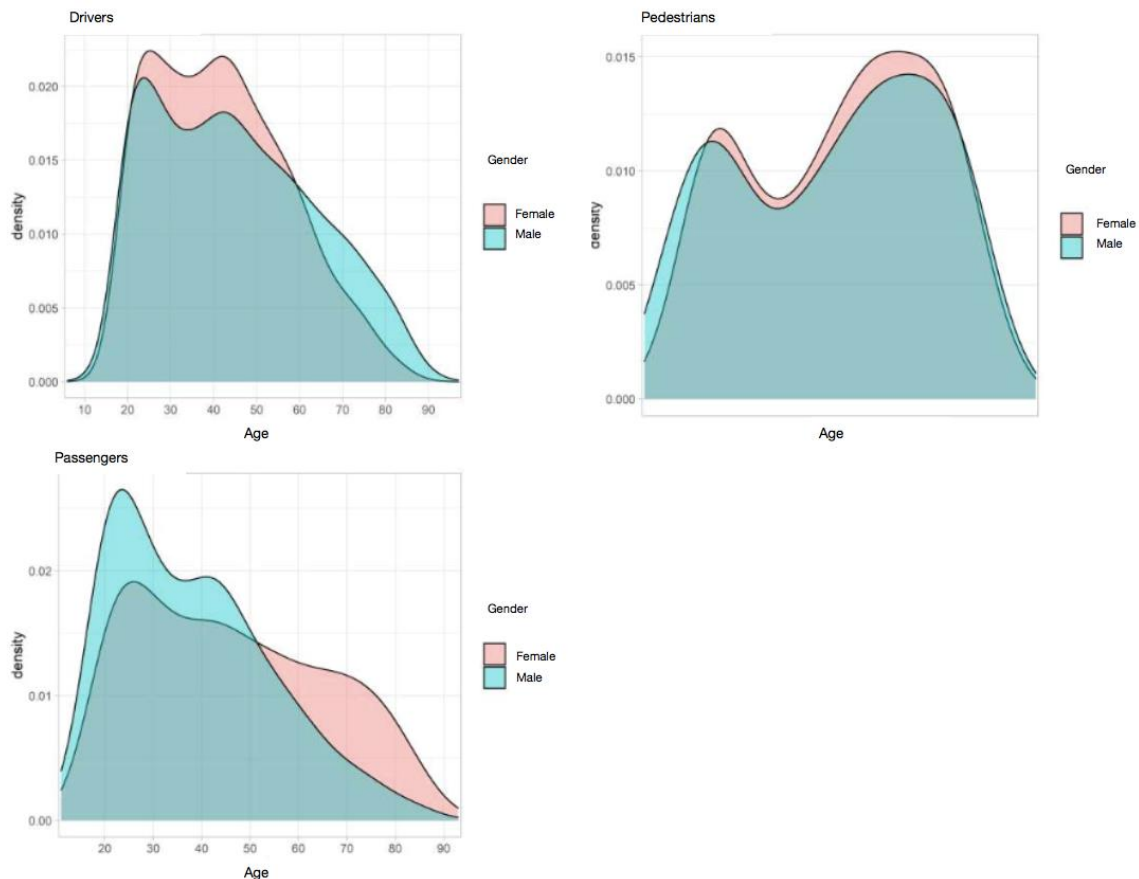 Drivers
0.020
0.015
0.010
0.005
0.000
density
10 20 30 40 50 60 70 80 90
Age
Gender
Female
Male
Pedestrians
0.015
0.010
0.005
0.000
density
Age
Gender
Female
Male
Passengers
0.02
0.01
0.00
density
20 30 40 50 60 70 80 90
Age
Gender
Female
Male